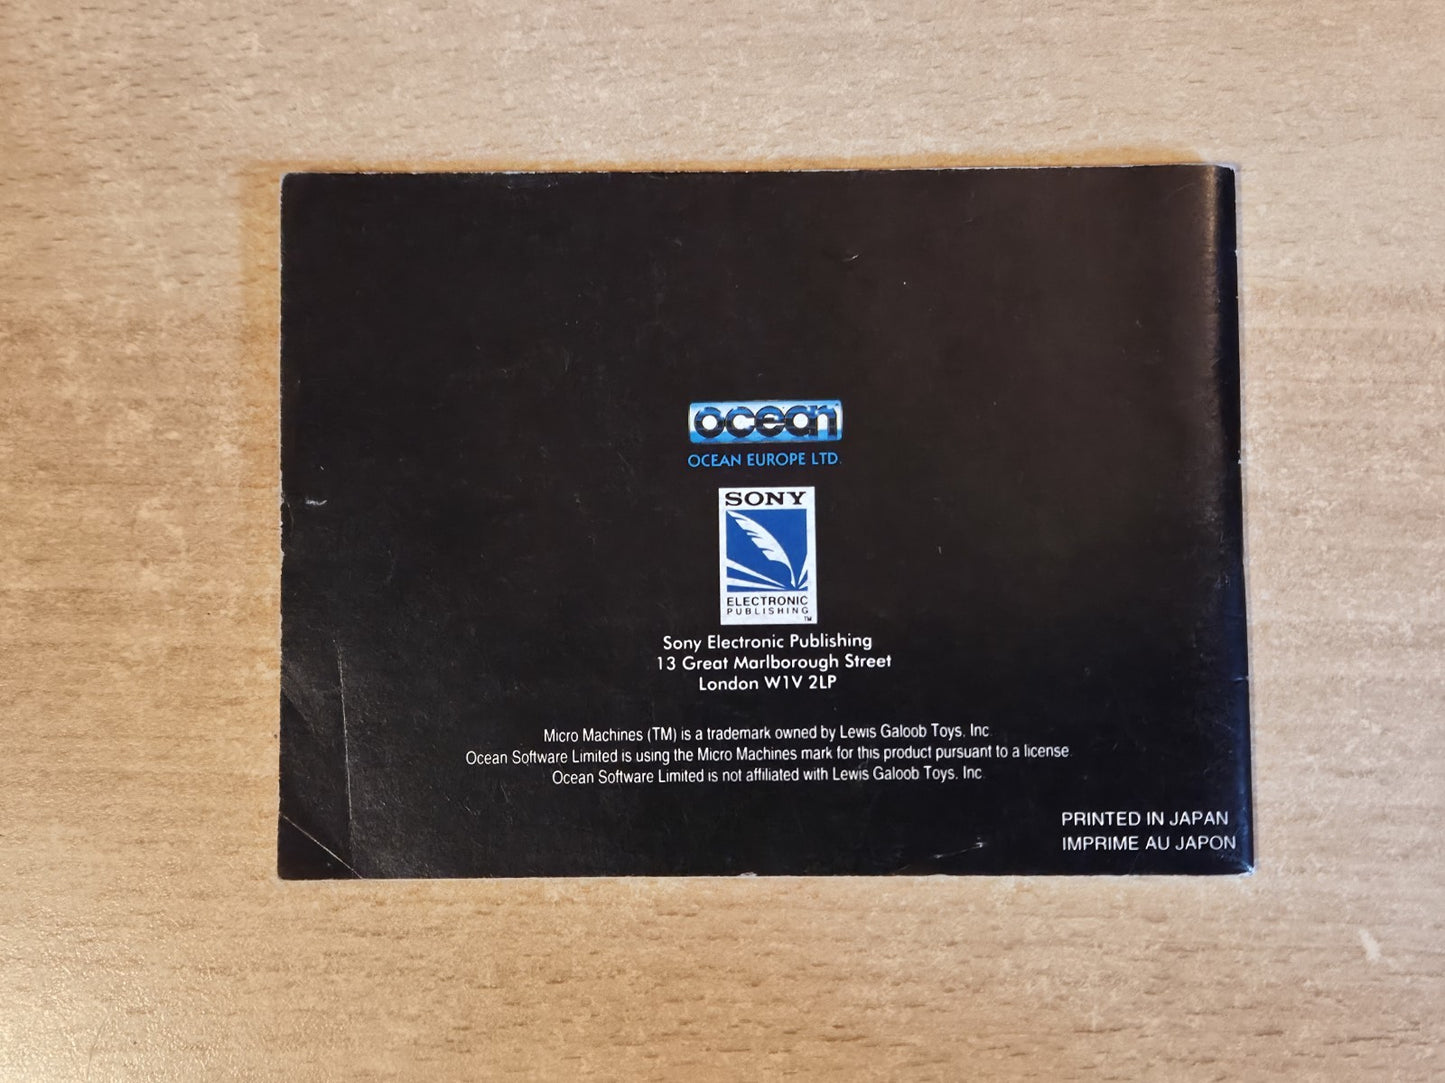 ocean
OCEAN EUROPE LTD.
SONY
ELECTRONIC
PUBLISHING
TM
Sony Electronic Publishing
13 Great Marlborough Street
London W1V 2LP
Micro Machines (TM) is a trademark owned by Lewis Galoob Toys. Inc.
Ocean Software Limited is using the Micro Machines mark for this product pursuant to a license.
Ocean Software Limited is not affiliated with Lewis Galoob Toys. Inc.
PRINTED IN JAPAN
IMPRIME AU JAPON